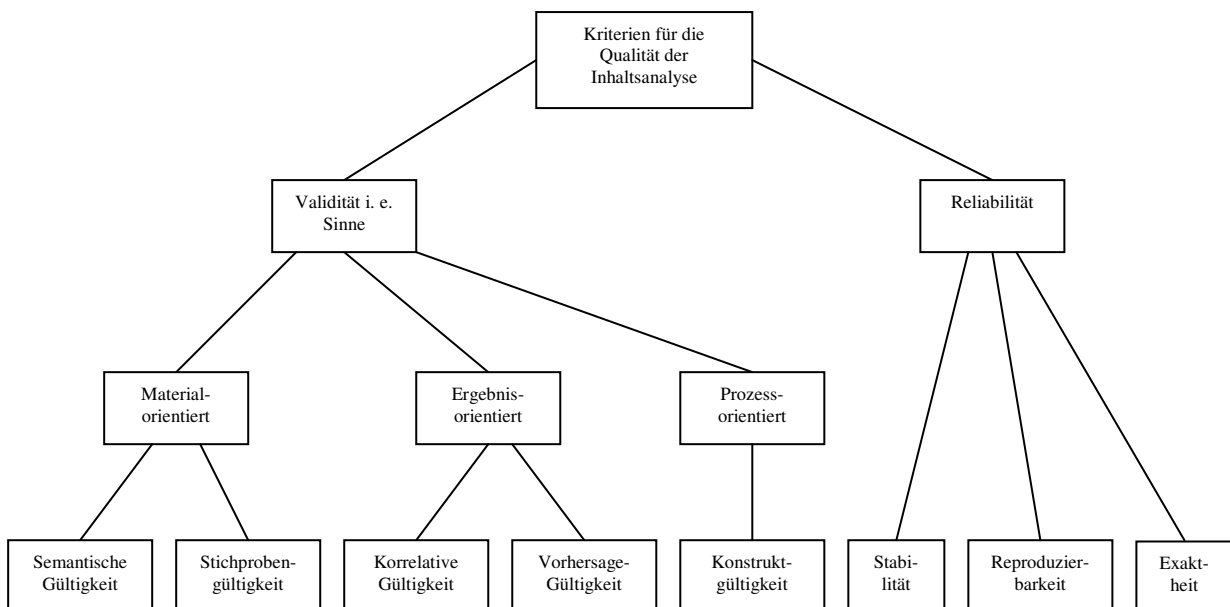 Kriterien für die
Qualität der
Inhaltsanalyse
Validität i. e.
Sinne
Reliabilität
Material-
orientiert
Ergebnis-
orientiert
Prozess-
orientiert
Semantische
Gültigkeit
Stichproben-
gültigkeit
Korrelative
Gültigkeit
Vorhersage-
Gültigkeit
Konstrukt-
gültigkeit
Stabi-
lität
Reproduzier-
barkeit
Exakt-
heit